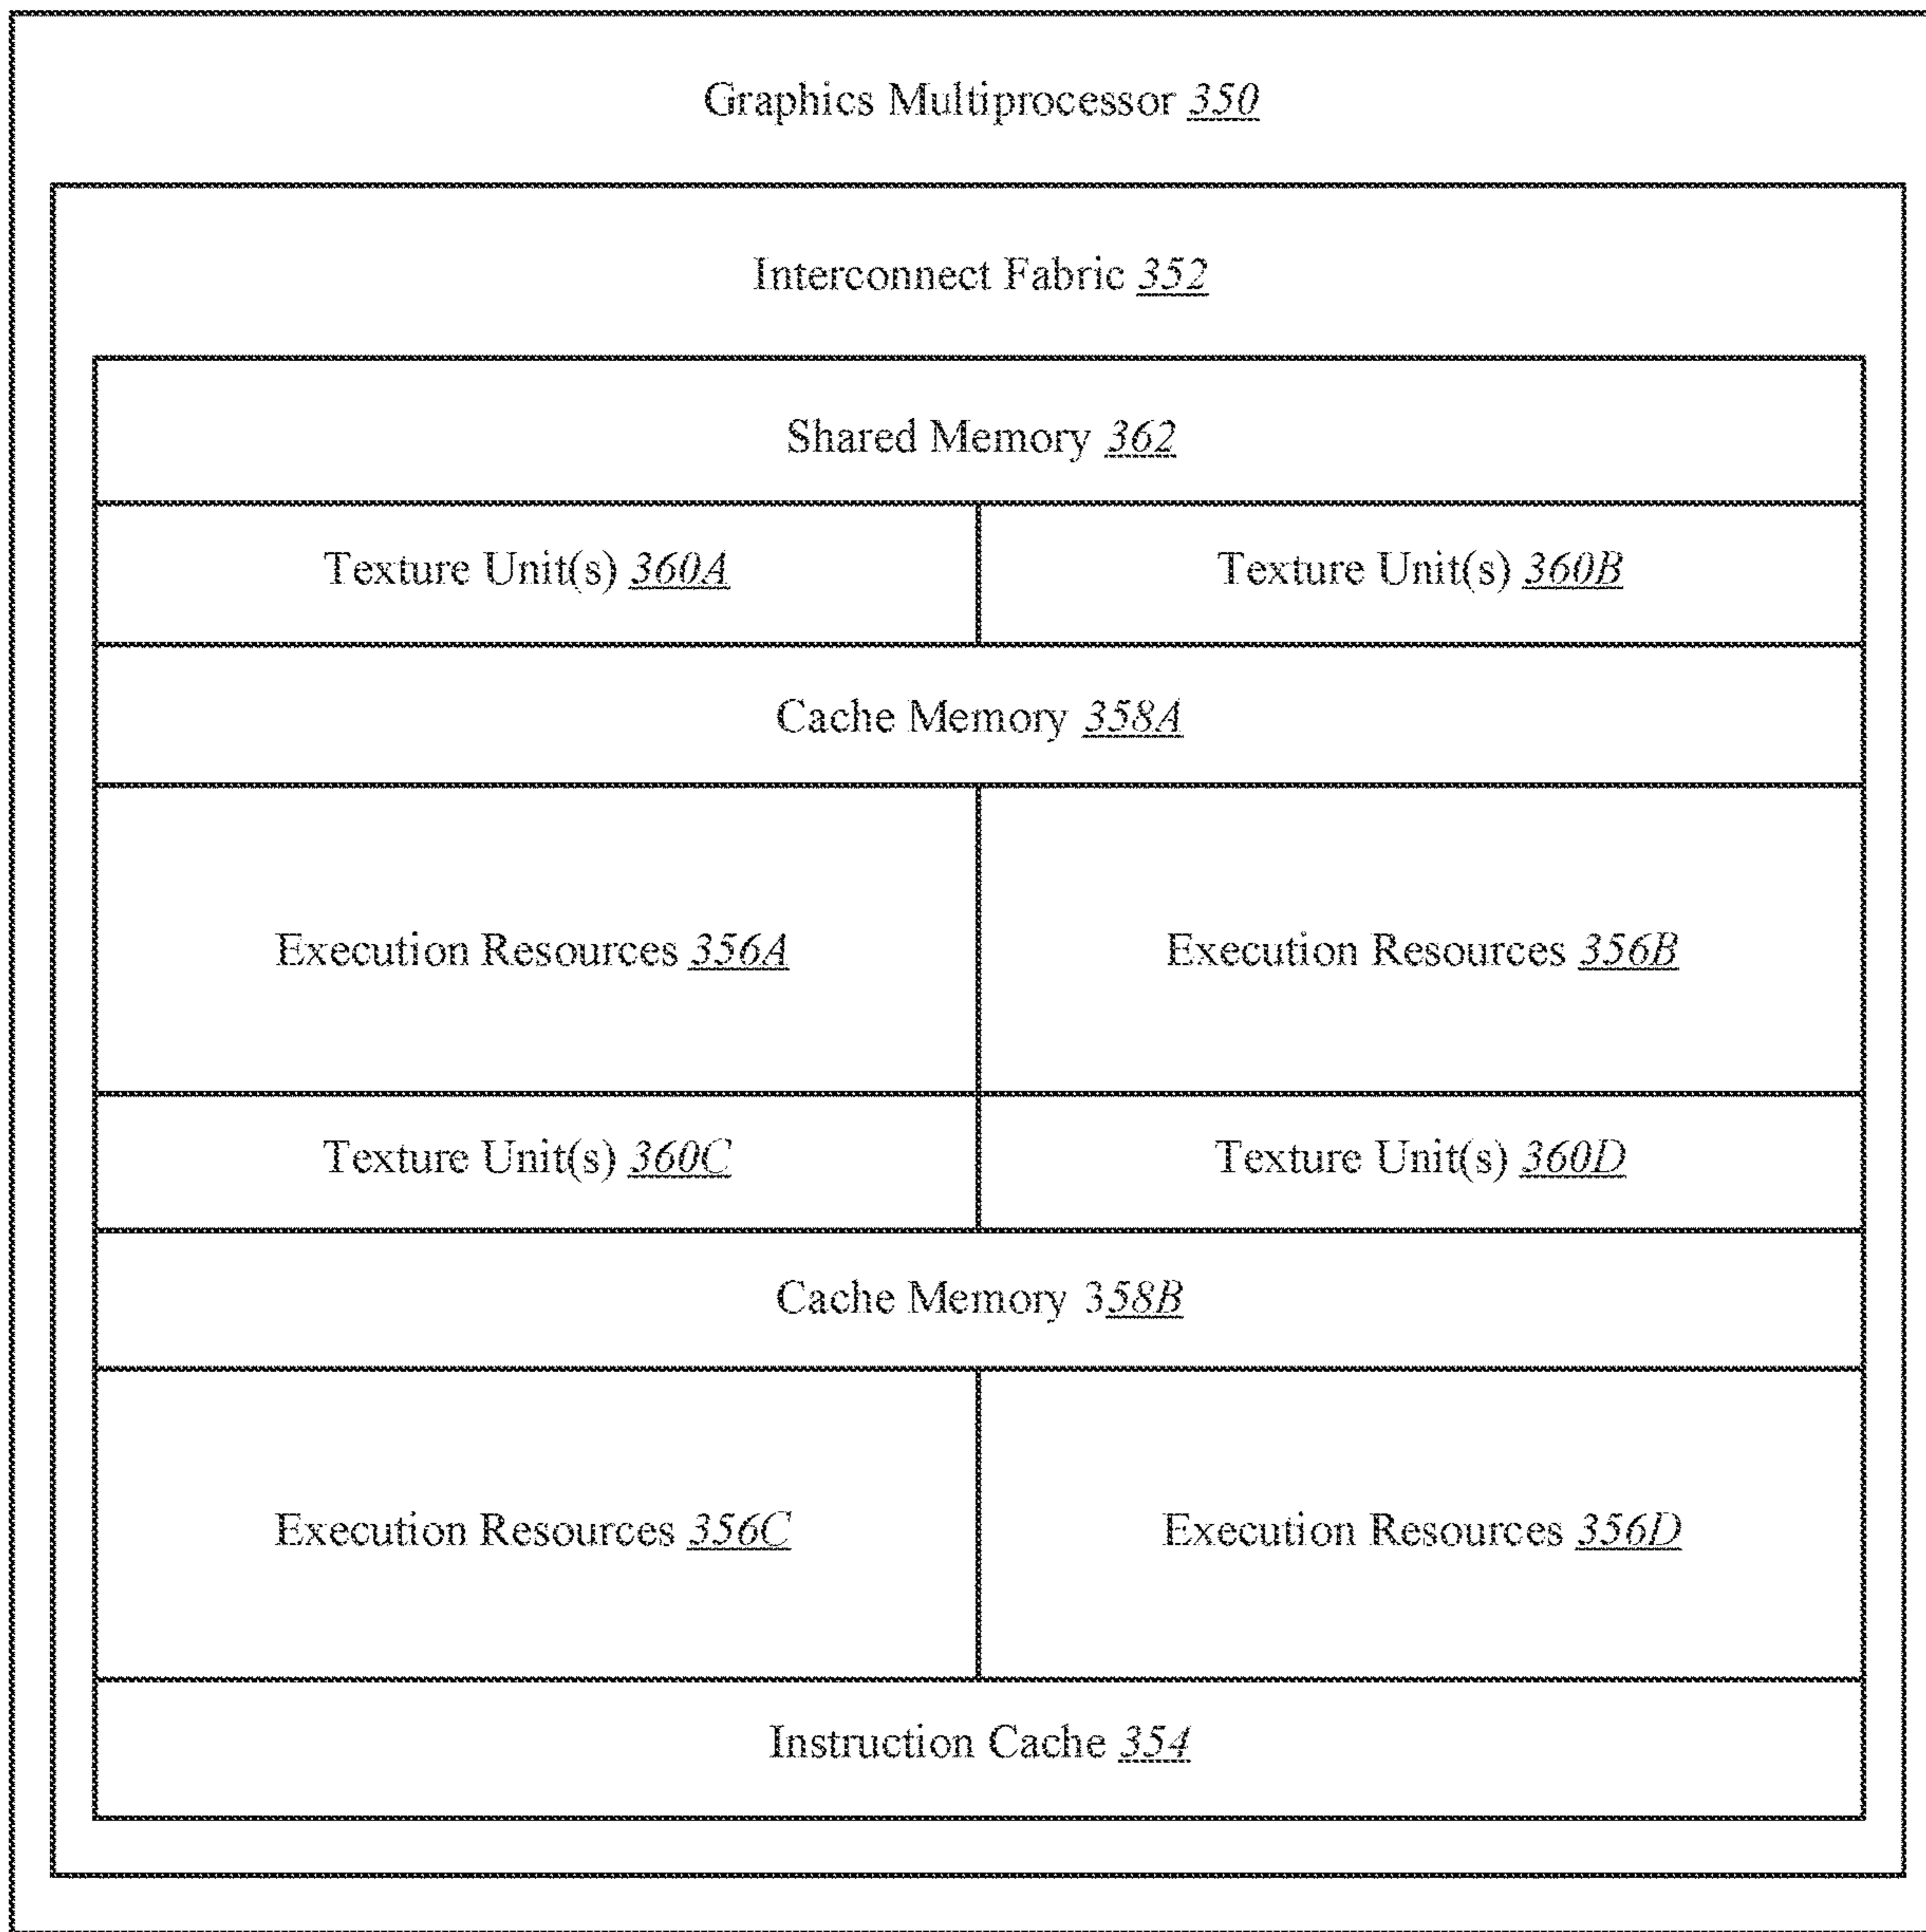 Graphics Multiprocessor 350
Interconnect Fabric 352
Shared Memory 362
Texture Unit(s) 360A
Texture Unit(s) 360B
Cache Memory 358A
Execution Resources 356A
Execution Resources 356B
Texture Unit(s) 360C
Texture Unit(s) 360D
Cache Memory 358B
Execution Resources 356C
Execution Resources 356D
Instruction Cache 354